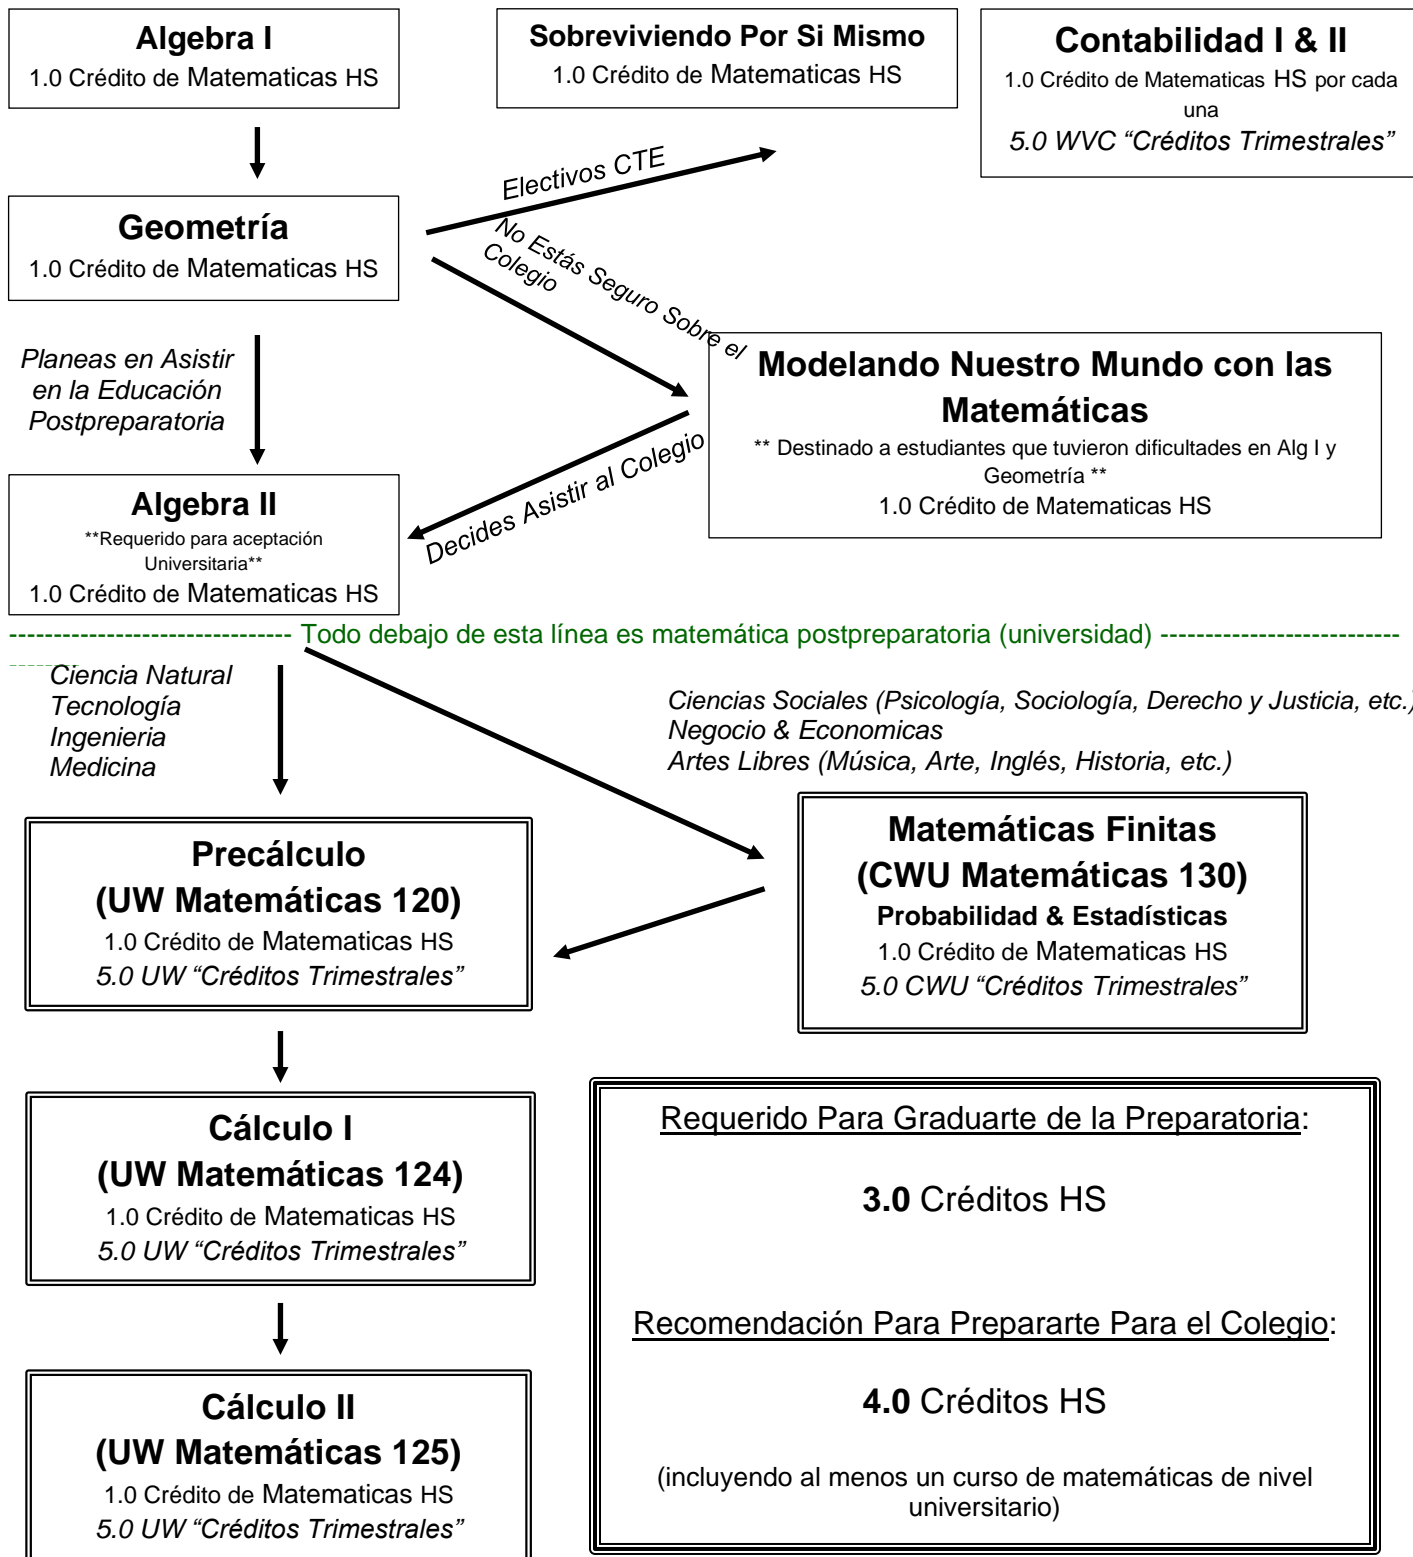 Algebra I
1.0 Crédito de Matematicas HS
Sobreviviendo Por Si Mismo
1.0 Crédito de Matematicas HS
Contabilidad I & II
1.0 Crédito de Matematicas HS por cada
una
5.0 WVC “Créditos Trimestrales”
Electivos CTE
Geometría
1.0 Crédito de Matematicas HS
No Estás Seguro Sobre el
Colegio
Planeas en Asistir
en la Educación
Postpreparatoria
Modelando Nuestro Mundo con las
Matemáticas
** Destinado a estudiantes que tuvieron dificultades en Alg I y
Geometría **
1.0 Crédito de Matematicas HS
Decides Asistir al Colegio
Algebra II
**Requerido para aceptación
Universitaria**
1.0 Crédito de Matematicas HS
------------------------------- Todo debajo de esta línea es matemática postpreparatoria (universidad) --------------------------
-------
Ciencia Natural
Tecnología
Ingenieria
Medicina
Ciencias Sociales (Psicología, Sociología, Derecho y Justicia, etc.)
Negocio & Economicas
Artes Libres (Música, Arte, Inglés, Historia, etc.)
Precálculo
(UW Matemáticas 120)
1.0 Crédito de Matematicas HS
5.0 UW “Créditos Trimestrales”
Matemáticas Finitas
(CWU Matemáticas 130)
Probabilidad & Estadísticas
1.0 Crédito de Matematicas HS
5.0 CWU “Créditos Trimestrales”
Cálculo I
(UW Matemáticas 124)
1.0 Crédito de Matematicas HS
5.0 UW “Créditos Trimestrales”
Cálculo II
(UW Matemáticas 125)
1.0 Crédito de Matematicas HS
5.0 UW “Créditos Trimestrales”
Requerido Para Graduarte de la Preparatoria:
3.0 Créditos HS
Recomendación Para Prepararte Para el Colegio:
4.0 Créditos HS
(incluyendo al menos un curso de matemáticas de nivel
universitario)